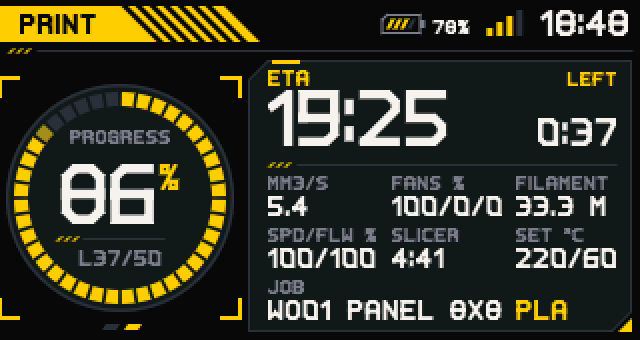 PRINT
78%
18:48
ETA
LEFT
19:25
0:37
PROGRESS
86%
L37/50
MM3/S FANS % FILAMENT
5.4 100/0/0 33.3 M
SPD/FLW % SLICER SET °C
100/100 4:41 220/60
JOB
W001 PANEL 8X8 PLA